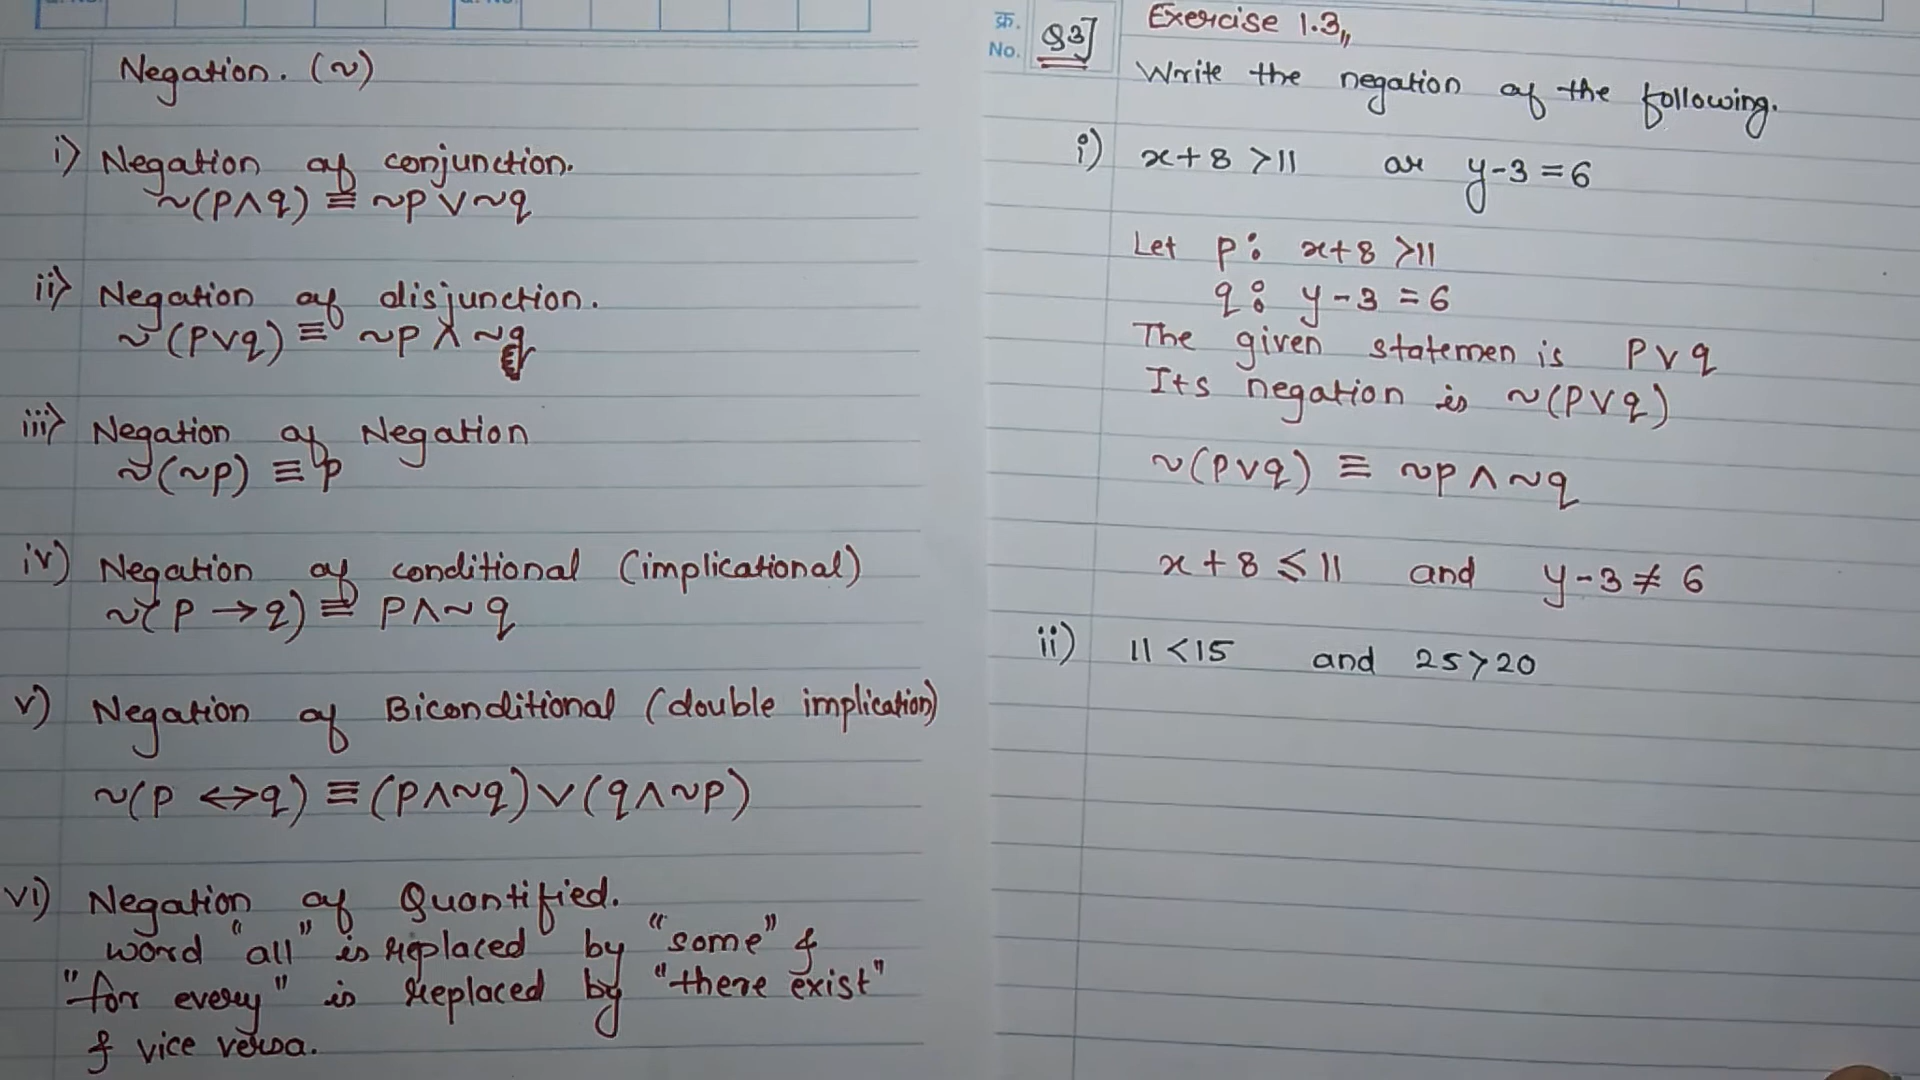 Negation. (~)
i) Negation of conjunction.
~(p∧q) ≡ ~p ∨ ~q
ii) Negation of disjunction.
~(p∨q) ≡ ~p ∧ ~q
iii) Negation of Negation
~(~p) ≡ p
iv) Negation of conditional (implicational)
~(p → q) ≡ p∧~q
v) Negation of Biconditional (double implication)
~(p ↔ q) ≡ (p∧~q) ∨ (q∧~p)
vi) Negation of Quantified.
word "all" is replaced by "some" &
"for every" is replaced by "there exist"
& vice versa.
क्र.
No.
Q3]
Exercise 1.3,,
Write the negation of the following.
i) x+8 >11 or y-3 = 6
Let p: x+8 >11
q: y-3 = 6
The given statemen is p∨q
Its negation is ~(p∨q)
~(p∨q) ≡ ~p ∧ ~q
x + 8 ≤ 11 and y-3 ≠ 6
ii) 11 <15 and 25>20